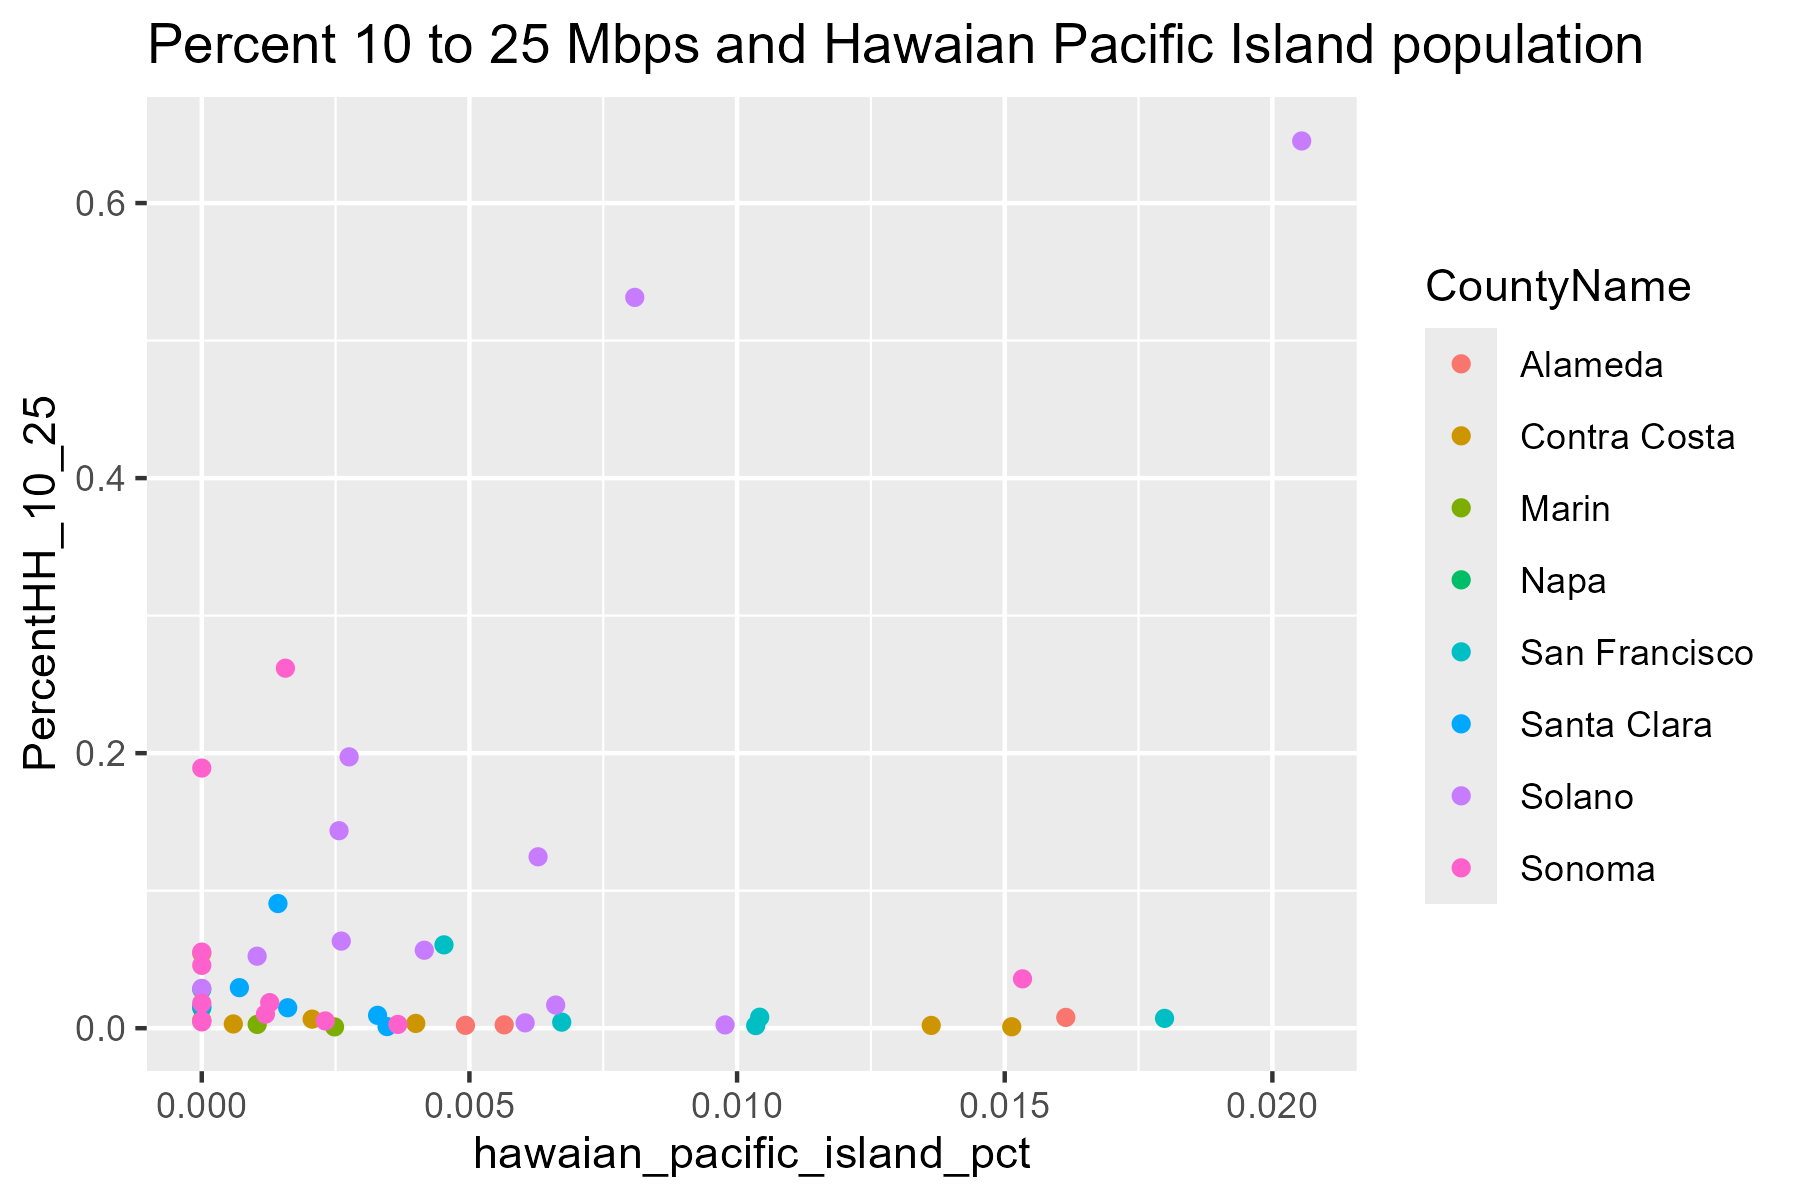 Percent 10 to 25 Mbps and Hawaian Pacific Island population
PercentHH_10_25
0.6
0.4
0.2
0.0
0.000
0.005
0.010
0.015
0.020
hawaian_pacific_island_pct
CountyName
Alameda
Contra Costa
Marin
Napa
San Francisco
Santa Clara
Solano
Sonoma